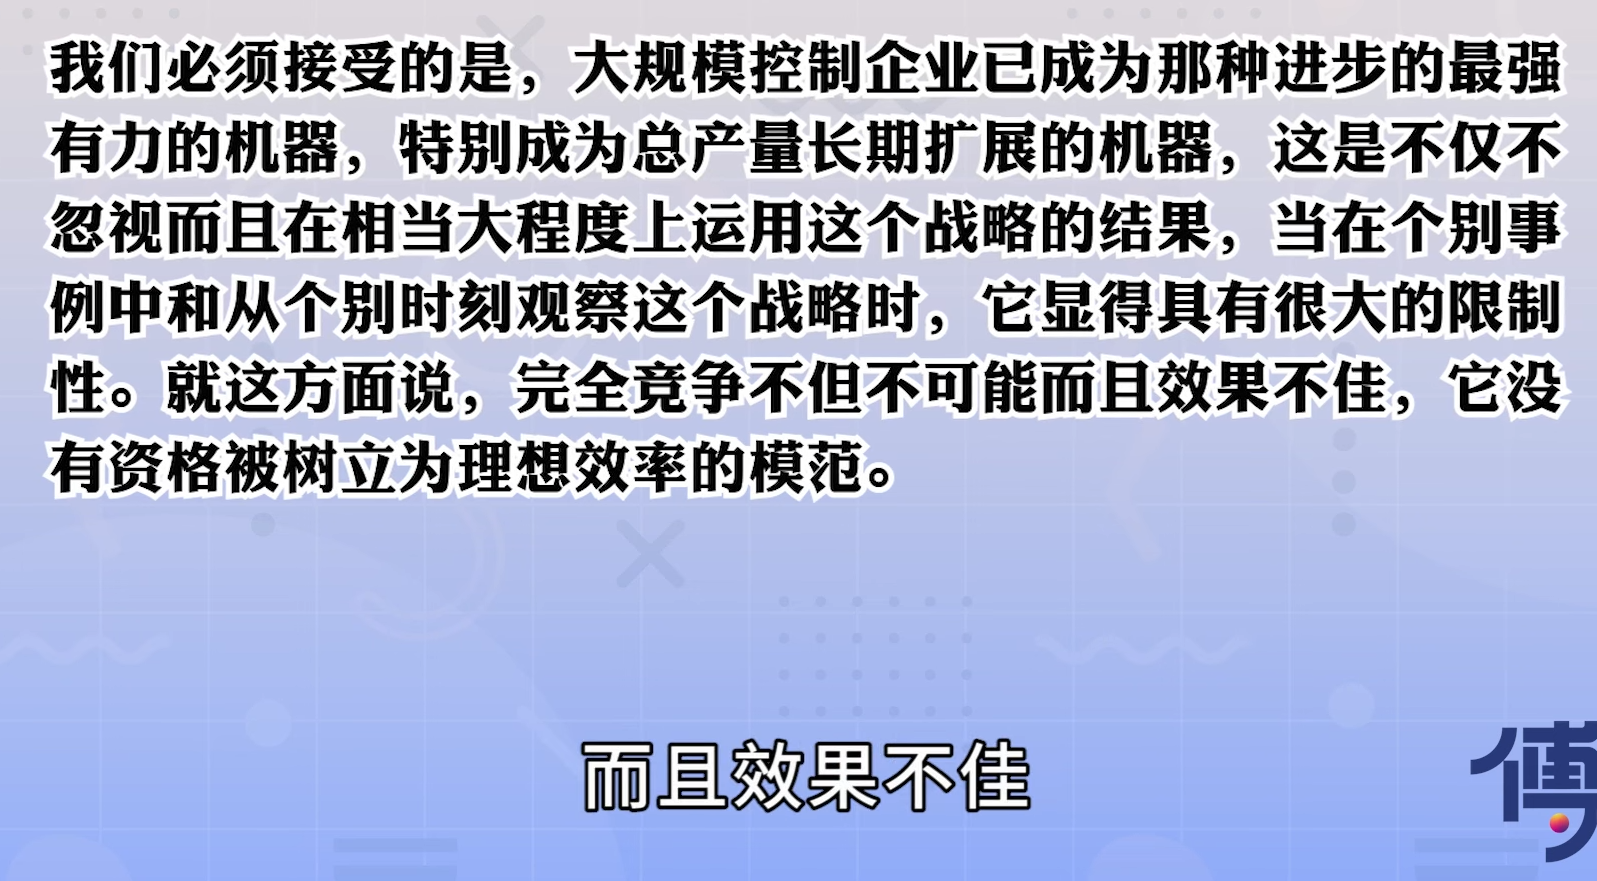 我们必须接受的是，大规模控制企业已成为那种进步的最强
有力的机器，特别成为总产量长期扩展的机器，这是不仅不
忽视而且在相当大程度上运用这个战略的结果，当在个别事
例中和从个别时刻观察这个战略时，它显得具有很大的限制
性。就这方面说，完全竞争不但不可能而且效果不佳，它没
有资格被树立为理想效率的模范。
而且效果不佳
傅